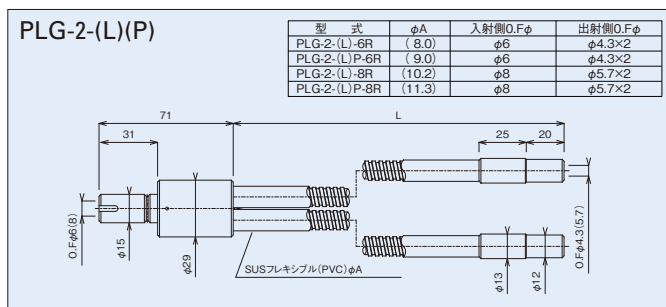 PLG-2-(L)(P)
型 式 φA 入射側O.Fφ 出射側O.Fφ
PLG-2-(L)-6R (8.0) φ6 φ4.3×2
PLG-2-(L)P-6R (9.0) φ6 φ4.3×2
PLG-2-(L)-8R (10.2) φ8 φ5.7×2
PLG-2-(L)P-8R (11.3) φ8 φ5.7×2
71 L
31 25 20
O.Fφ6(8)
φ15
φ29
SUSフレキシブル(PVC)φA
φ13
φ12
O.Fφ4.3(5.7)